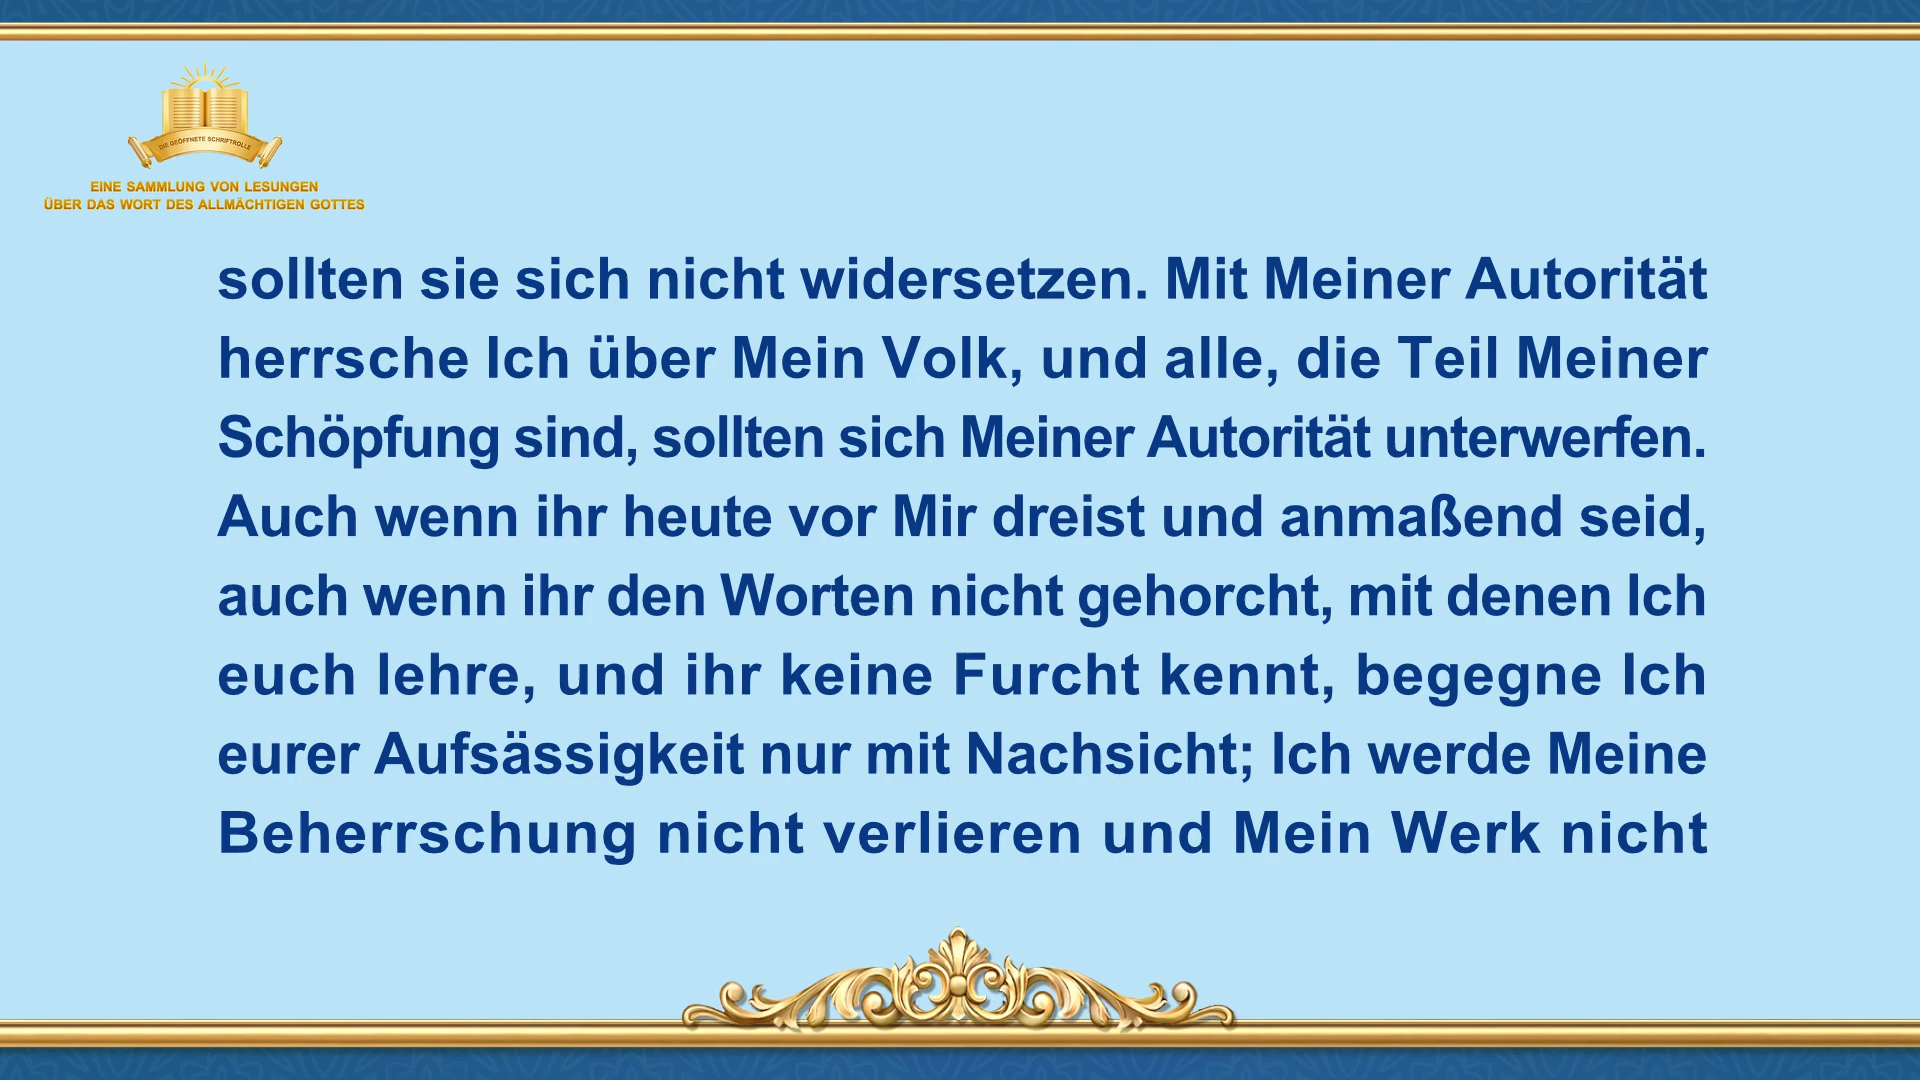 DIE GEÖFFNETE SCHRIFTROLLE
EINE SAMMLUNG VON LESUNGEN
ÜBER DAS WORT DES ALLMÄCHTIGEN GOTTES
sollten sie sich nicht widersetzen. Mit Meiner Autorität
herrsche Ich über Mein Volk, und alle, die Teil Meiner
Schöpfung sind, sollten sich Meiner Autorität unterwerfen.
Auch wenn ihr heute vor Mir dreist und anmaßend seid,
auch wenn ihr den Worten nicht gehorcht, mit denen Ich
euch lehre, und ihr keine Furcht kennt, begegne Ich
eurer Aufsässigkeit nur mit Nachsicht; Ich werde Meine
Beherrschung nicht verlieren und Mein Werk nicht